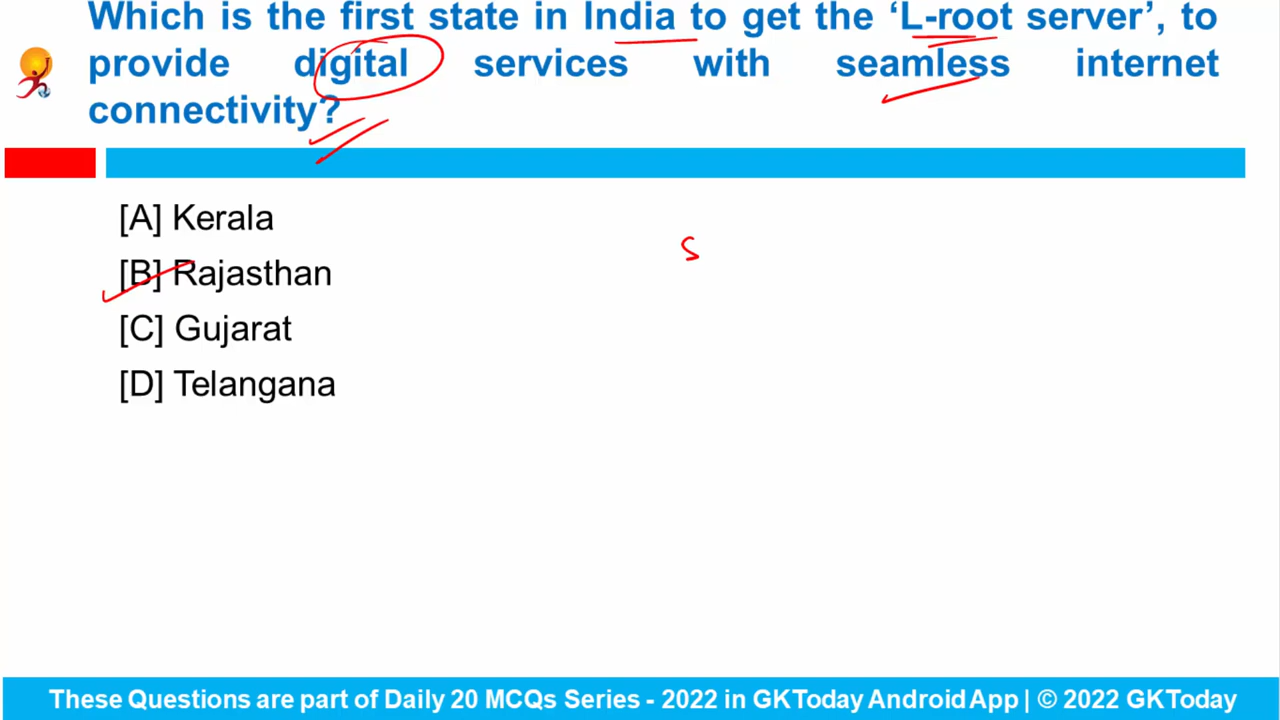 Which is the first state in India to get the ‘L-root server’, to
provide digital services with seamless internet
connectivity?
[A] Kerala
s
[B] Rajasthan
[C] Gujarat
[D] Telangana
These Questions are part of Daily 20 MCQs Series - 2022 in GKToday Android App | © 2022 GKToday